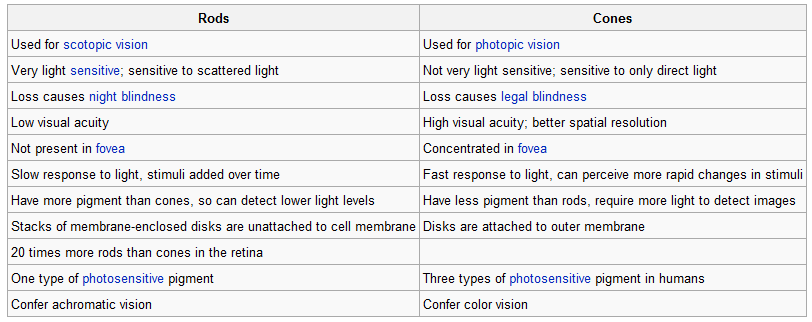 Rods Cones
Used for scotopic vision Used for photopic vision
Very light sensitive; sensitive to scattered light Not very light sensitive; sensitive to only direct light
Loss causes night blindness Loss causes legal blindness
Low visual acuity High visual acuity; better spatial resolution
Not present in fovea Concentrated in fovea
Slow response to light, stimuli added over time Fast response to light, can perceive more rapid changes in stimuli
Have more pigment than cones, so can detect lower light levels Have less pigment than rods, require more light to detect images
Stacks of membrane-enclosed disks are unattached to cell membrane Disks are attached to outer membrane
20 times more rods than cones in the retina
One type of photosensitive pigment Three types of photosensitive pigment in humans
Confer achromatic vision Confer color vision